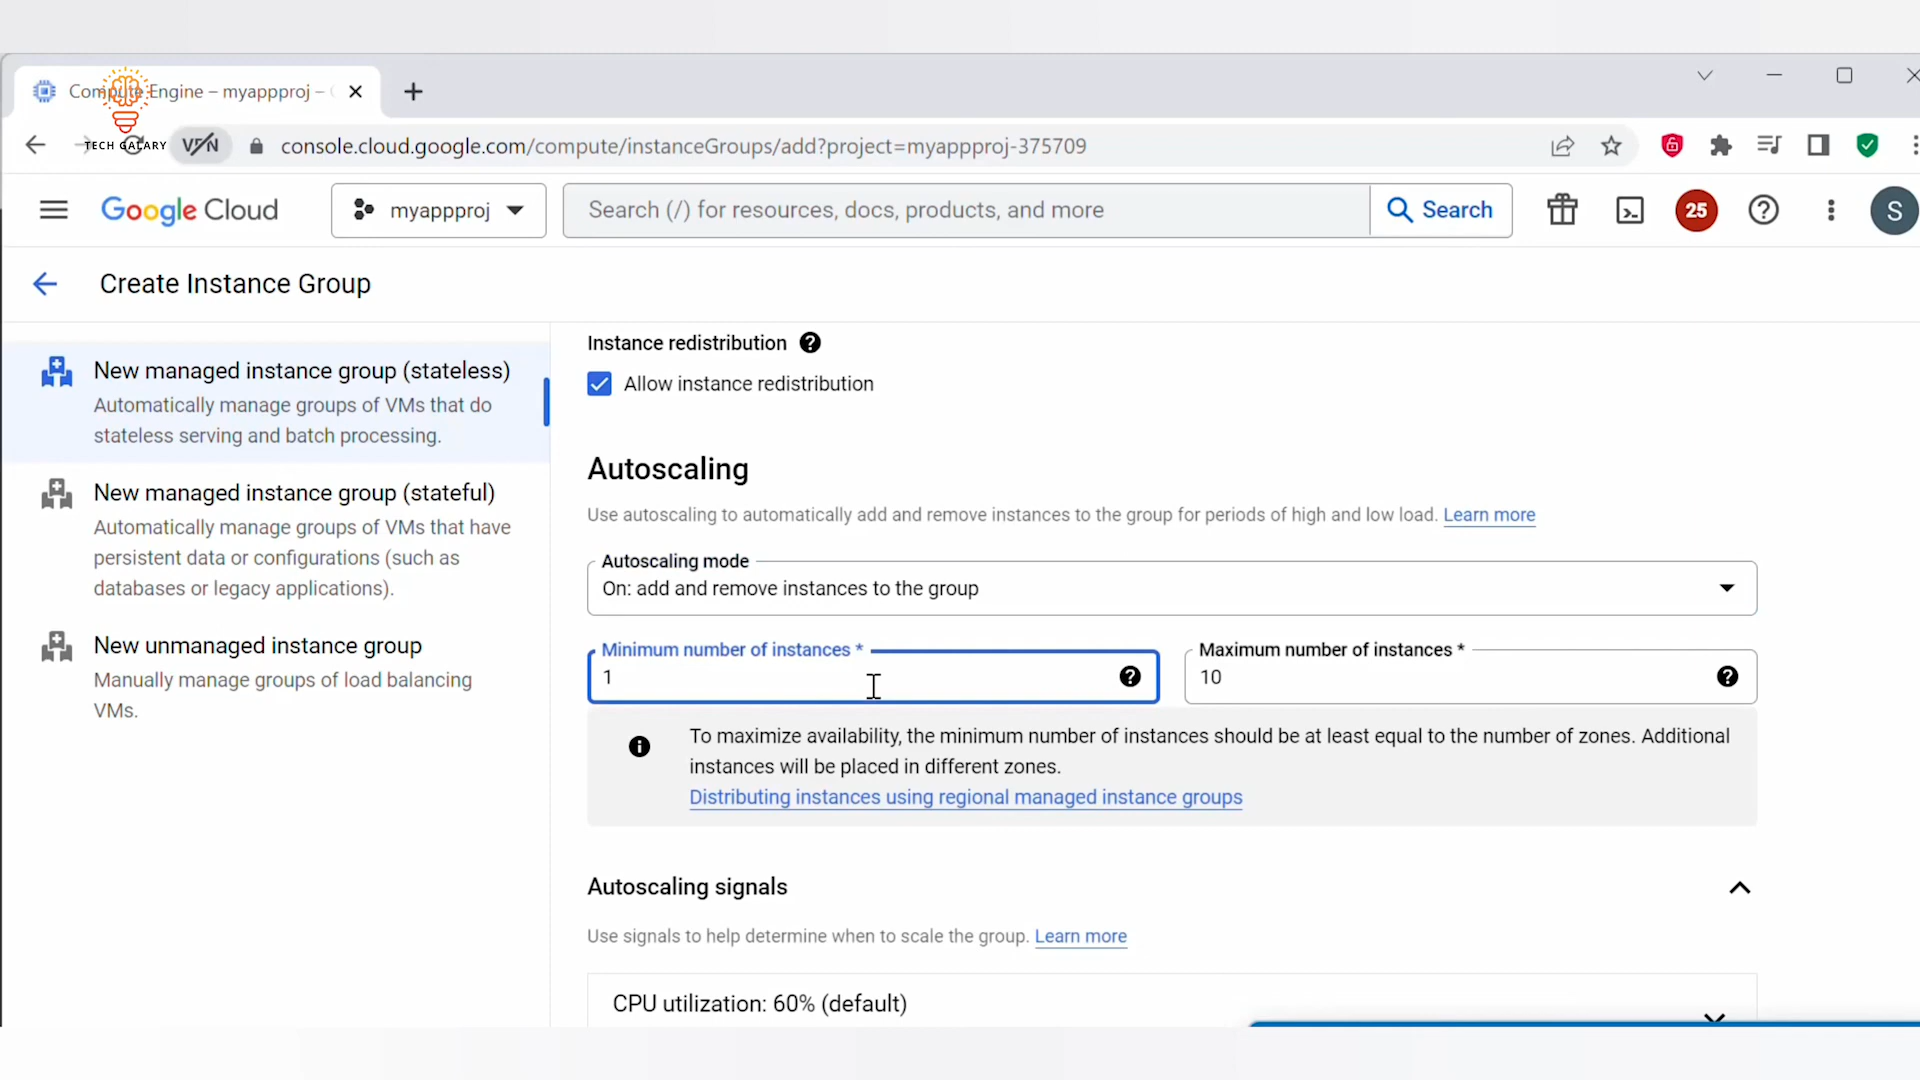 Compute Engine – myappproj –
TECH GALARY
VPN
console.cloud.google.com/compute/instanceGroups/add?project=myappproj-375709
Google Cloud
myappproj
Search (/) for resources, docs, products, and more
Search
25
S
Create Instance Group
New managed instance group (stateless)
Automatically manage groups of VMs that do
stateless serving and batch processing.
New managed instance group (stateful)
Automatically manage groups of VMs that have
persistent data or configurations (such as
databases or legacy applications).
New unmanaged instance group
Manually manage groups of load balancing
VMs.
Instance redistribution
Allow instance redistribution
Autoscaling
Use autoscaling to automatically add and remove instances to the group for periods of high and low load. Learn more
Autoscaling mode
On: add and remove instances to the group
Minimum number of instances *
1
Maximum number of instances *
10
To maximize availability, the minimum number of instances should be at least equal to the number of zones. Additional
instances will be placed in different zones.
Distributing instances using regional managed instance groups
Autoscaling signals
Use signals to help determine when to scale the group. Learn more
CPU utilization: 60% (default)